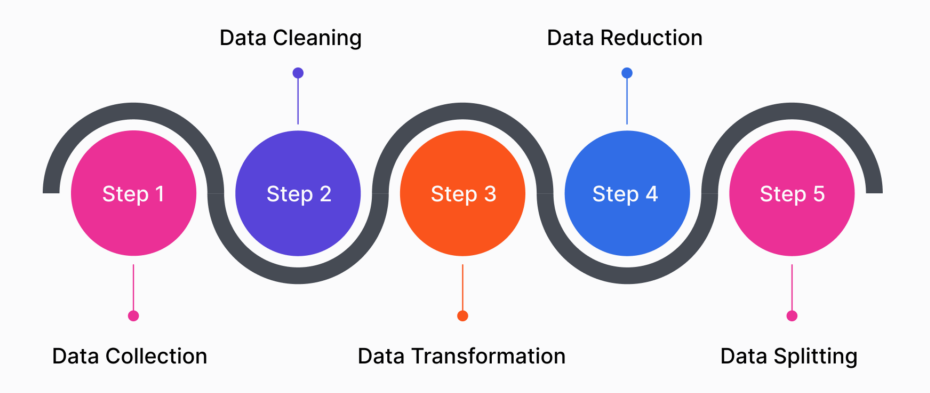 Data Cleaning
Data Reduction
Step 1
Step 2
Step 3
Step 4
Step 5
Data Collection
Data Transformation
Data Splitting